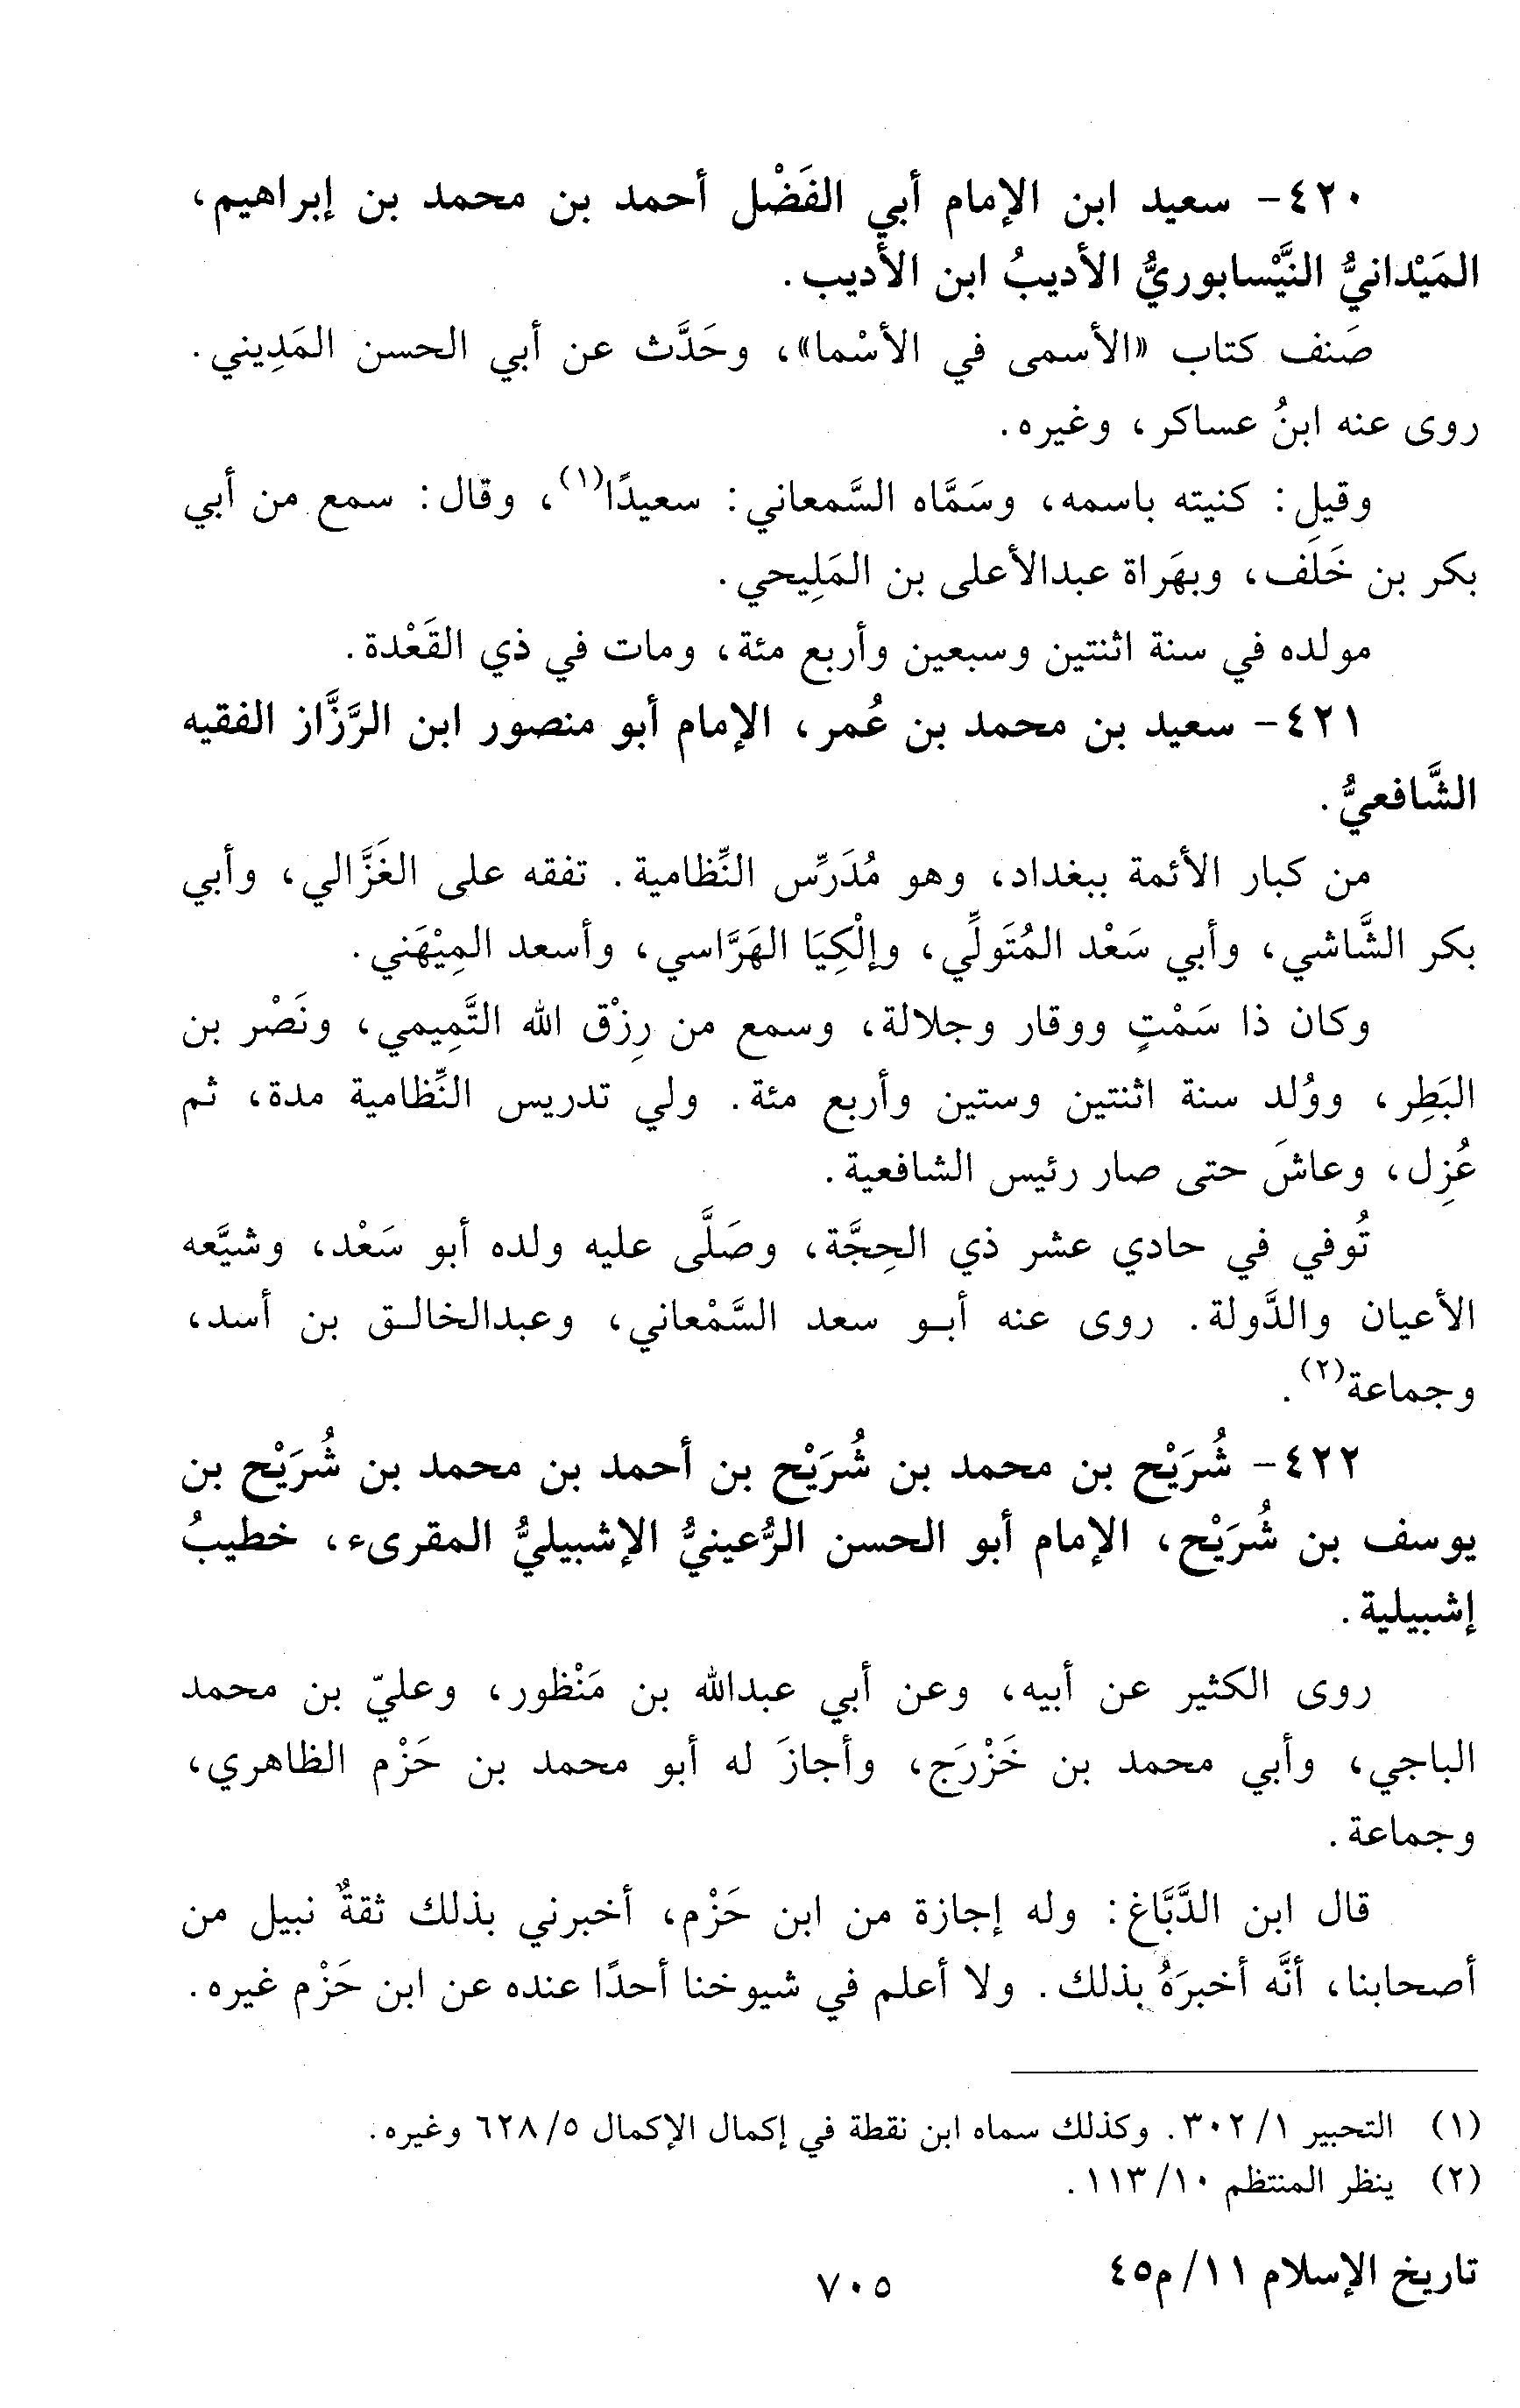 ٤٢٠- سعيد ابن الإمام أبي الفَضْل أحمد بن محمد بن إبراهيم،
المَيْدانيُّ النَّيْسابوريُّ الأديبُ ابن الأديب.
صَنف كتاب «الأسمى في الأسْما»، وحَدَّث عن أبي الحسن المَدِيني.
روى عنه ابنُ عساكر، وغيره.
وقيل: كنيته باسمه، وسَمَّاه السَّمعاني: سعيدًا(١)، وقال: سمع من أبي
بكر بن خَلَف، وبهَراة عبدالأعلى بن المَلِيحي.
مولده في سنة اثنتين وسبعين وأربع مئة، ومات في ذي القَعْدة.
٤٢١- سعيد بن محمد بن عُمر، الإمام أبو منصور ابن الرَّزَّاز الفقيه
الشَّافعيُّ.
من كبار الأئمة ببغداد، وهو مُدَرِّس النِّظامية. تفقه على الغَزَّالي، وأبي
بكر الشَّاشي، وأبي سَعْد المُتَولِّي، وإلْكِيَا الهَرَّاسي، وأسعد المِيْهَني.
وكان ذا سَمْتٍ ووقار وجلالة، وسمع من رِزْق الله التَّمِيمي، ونَصْر بن
البَطِر، ووُلد سنة اثنتين وستين وأربع مئة. ولي تدريس النِّظامية مدة، ثم
عُزِل، وعاشَ حتى صار رئيس الشافعية.
تُوفي في حادي عشر ذي الحِجَّة، وصَلَّى عليه ولده أبو سَعْد، وشيَّعه
الأعيان والدَّولة. روى عنه أبو سعد السَّمْعاني، وعبدالخالق بن أسد،
وجماعة(٢).
٤٢٢- شُرَيْح بن محمد بن شُرَيْح بن أحمد بن محمد بن شُرَيْح بن
يوسف بن شُرَيْح، الإمام أبو الحسن الرُّعينيُّ الإشبيليُّ المقرىء، خطيبُ
إشبيلية.
روى الكثير عن أبيه، وعن أبي عبدالله بن مَنْظور، وعليّ بن محمد
الباجي، وأبي محمد بن خَزْرَج، وأجازَ له أبو محمد بن حَزْم الظاهري،
وجماعة.
قال ابن الدَّبَّاغ: وله إجازة من ابن حَزْم، أخبرني بذلك ثقةٌ نبيل من
أصحابنا، أنَّه أخبرَهُ بذلك. ولا أعلم في شيوخنا أحدًا عنده عن ابن حَزْم غيره.
(١) التحبير ١/ ٣٠٢. وكذلك سماه ابن نقطة في إكمال الإكمال ٥/ ٦٢٨ وغيره.
(٢) ينظر المنتظم ١٠/ ١١٣.
تاريخ الإسلام ١١/ م٤٥
٧٠٥